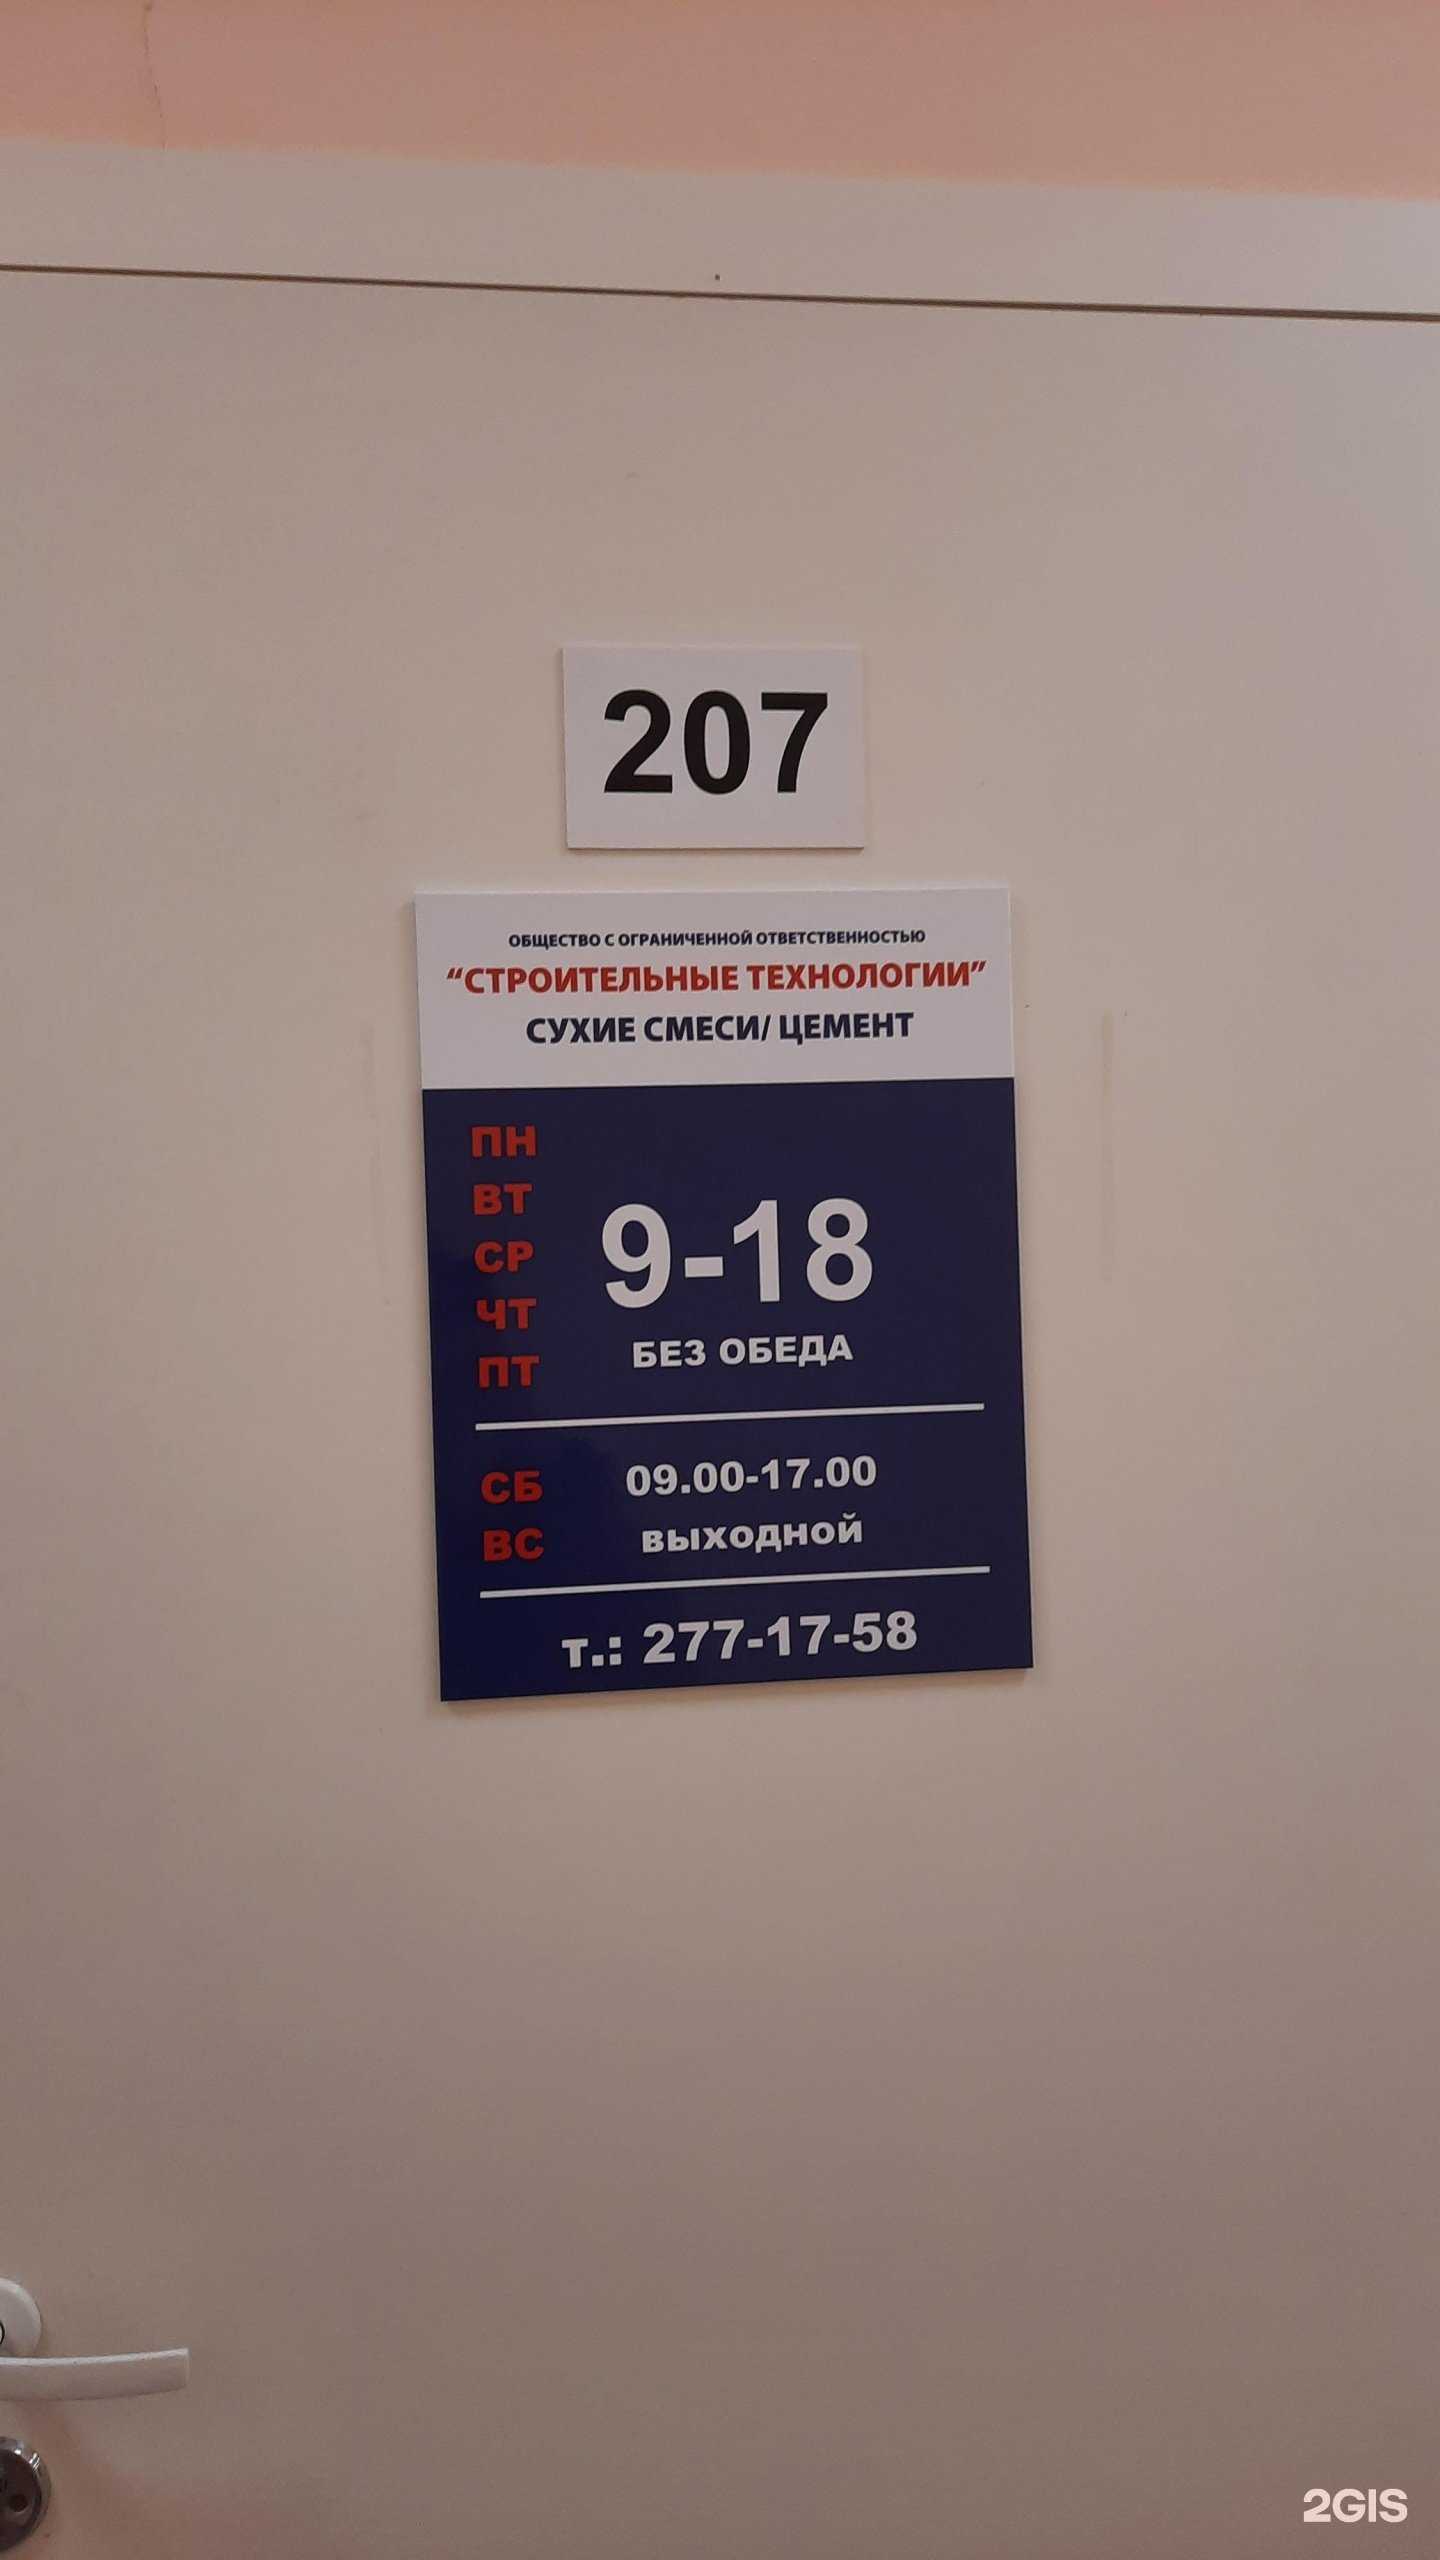 207
ОБЩЕСТВО С ОГРАНИЧЕННОЙ ОТВЕТСТВЕННОСТЬЮ
“СТРОИТЕЛЬНЫЕ ТЕХНОЛОГИИ”
СУХИЕ СМЕСИ/ ЦЕМЕНТ
ПН
ВТ
СР
ЧТ
ПТ
9-18
БЕЗ ОБЕДА
СБ 09.00-17.00
ВС ВЫХОДНОЙ
т.: 277-17-58
2GIS